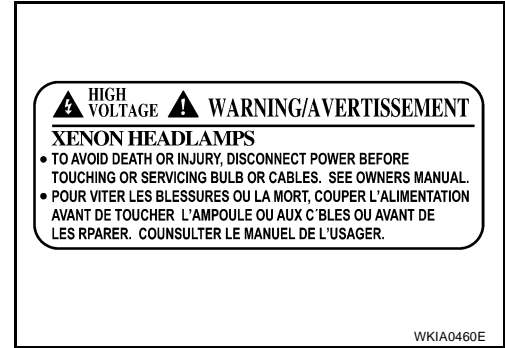 HIGH
VOLTAGE WARNING/AVERTISSEMENT
XENON HEADLAMPS
• TO AVOID DEATH OR INJURY, DISCONNECT POWER BEFORE
TOUCHING OR SERVICING BULB OR CABLES. SEE OWNERS MANUAL.
• POUR VITER LES BLESSURES OU LA MORT, COUPER L'ALIMENTATION
AVANT DE TOUCHER L'AMPOULE OU AUX C´BLES OU AVANT DE
LES RPARER. COUNSULTER LE MANUEL DE L'USAGER.
WKIA0460E